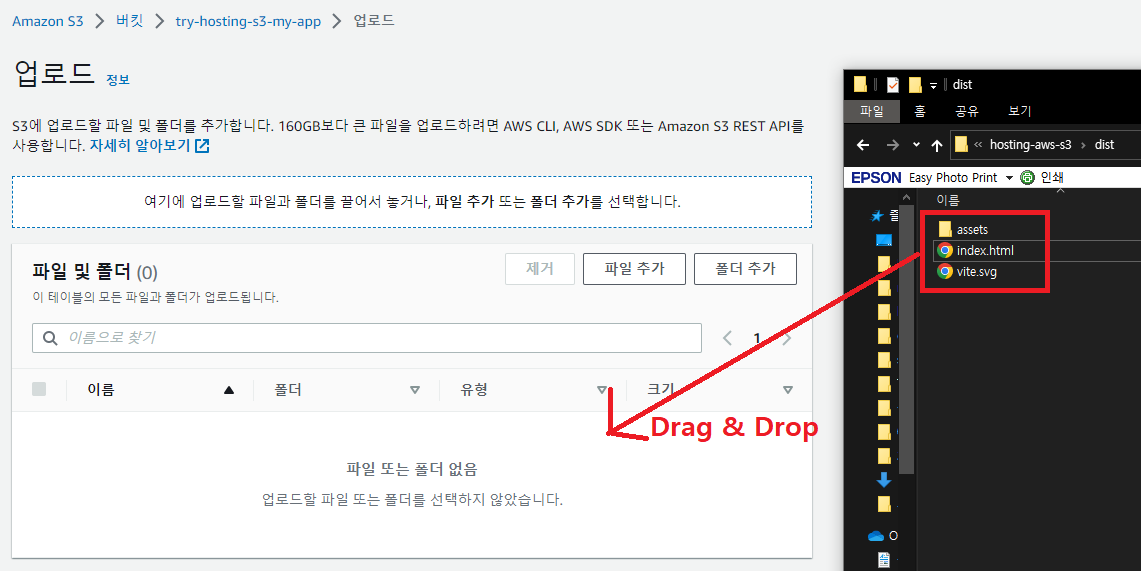 Amazon S3 > 버킷 > try-hosting-s3-my-app > 업로드
업로드 정보
S3에 업로드할 파일 및 폴더를 추가합니다. 160GB보다 큰 파일을 업로드하려면 AWS CLI, AWS SDK 또는 Amazon S3 REST API를
사용합니다. 자세히 알아보기
여기에 업로드할 파일과 폴더를 끌어서 놓거나, 파일 추가 또는 폴더 추가를 선택합니다.
파일 및 폴더 (0)
제거
파일 추가
폴더 추가
이 테이블의 모든 파일과 폴더가 업로드됩니다.
이름으로 찾기
1
이름
폴더
유형
크기
Drag & Drop
파일 또는 폴더 없음
업로드할 파일 또는 폴더를 선택하지 않았습니다.
dist
파일 홈 공유 보기
« hosting-aws-s3 > dist
EPSON Easy Photo Print 인쇄
이름
assets
index.html
vite.svg